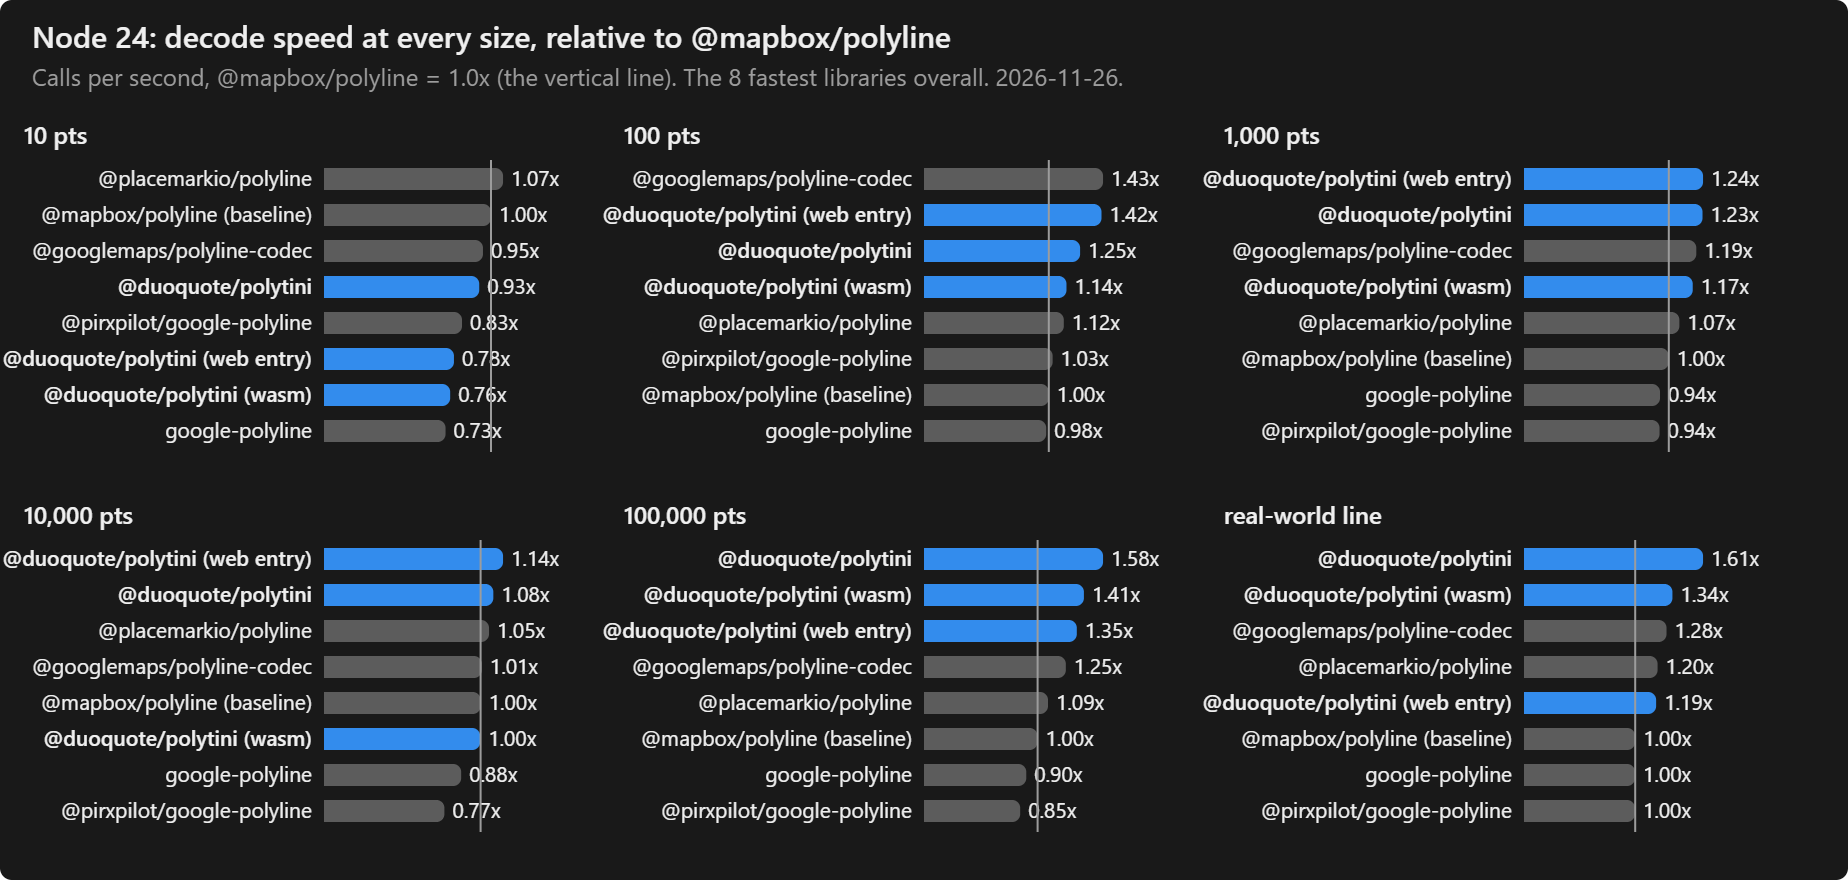 Node 24: decode speed at every size, relative to @mapbox/polyline
Calls per second, @mapbox/polyline = 1.0x (the vertical line). The 8 fastest libraries overall. 2026-11-26.
10 pts
@placemarkio/polyline 1.07x
@mapbox/polyline (baseline) 1.00x
@googlemaps/polyline-codec 0.95x
@duoquote/polytini 0.93x
@pirxpilot/google-polyline 0.83x
@duoquote/polytini (web entry) 0.78x
@duoquote/polytini (wasm) 0.76x
google-polyline 0.73x
100 pts
@googlemaps/polyline-codec 1.43x
@duoquote/polytini (web entry) 1.42x
@duoquote/polytini 1.25x
@duoquote/polytini (wasm) 1.14x
@placemarkio/polyline 1.12x
@pirxpilot/google-polyline 1.03x
@mapbox/polyline (baseline) 1.00x
google-polyline 0.98x
1,000 pts
@duoquote/polytini (web entry) 1.24x
@duoquote/polytini 1.23x
@googlemaps/polyline-codec 1.19x
@duoquote/polytini (wasm) 1.17x
@placemarkio/polyline 1.07x
@mapbox/polyline (baseline) 1.00x
google-polyline 0.94x
@pirxpilot/google-polyline 0.94x
10,000 pts
@duoquote/polytini (web entry) 1.14x
@duoquote/polytini 1.08x
@placemarkio/polyline 1.05x
@googlemaps/polyline-codec 1.01x
@mapbox/polyline (baseline) 1.00x
@duoquote/polytini (wasm) 1.00x
google-polyline 0.88x
@pirxpilot/google-polyline 0.77x
100,000 pts
@duoquote/polytini 1.58x
@duoquote/polytini (wasm) 1.41x
@duoquote/polytini (web entry) 1.35x
@googlemaps/polyline-codec 1.25x
@placemarkio/polyline 1.09x
@mapbox/polyline (baseline) 1.00x
google-polyline 0.90x
@pirxpilot/google-polyline 0.85x
real-world line
@duoquote/polytini 1.61x
@duoquote/polytini (wasm) 1.34x
@googlemaps/polyline-codec 1.28x
@placemarkio/polyline 1.20x
@duoquote/polytini (web entry) 1.19x
@mapbox/polyline (baseline) 1.00x
google-polyline 1.00x
@pirxpilot/google-polyline 1.00x